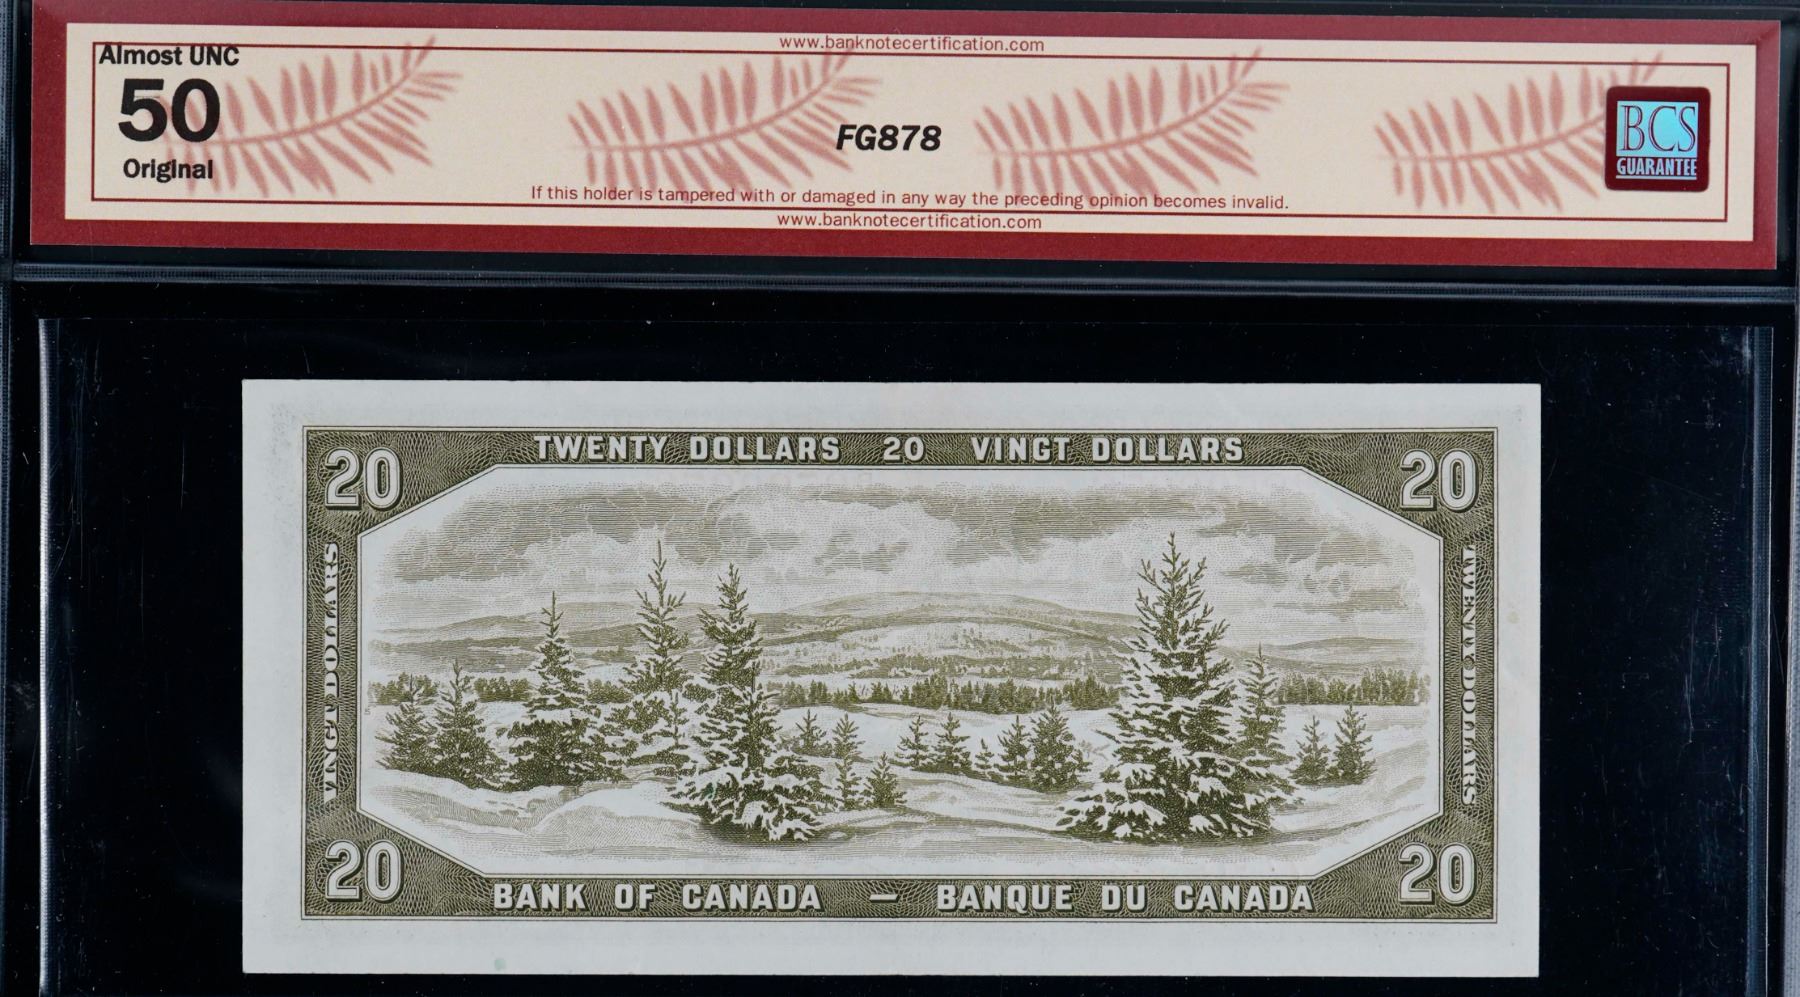 www.banknotecertification.com
Almost UNC
50
Original
FG878
BCS
GUARANTEE
If this holder is tampered with or damaged in any way the preceding opinion becomes invalid.
www.banknotecertification.com
TWENTY DOLLARS 20 VINGT DOLLARS
20
20
VINGT DOLLARS
TWENTY DOLLARS
20
20
BANK OF CANADA — BANQUE DU CANADA